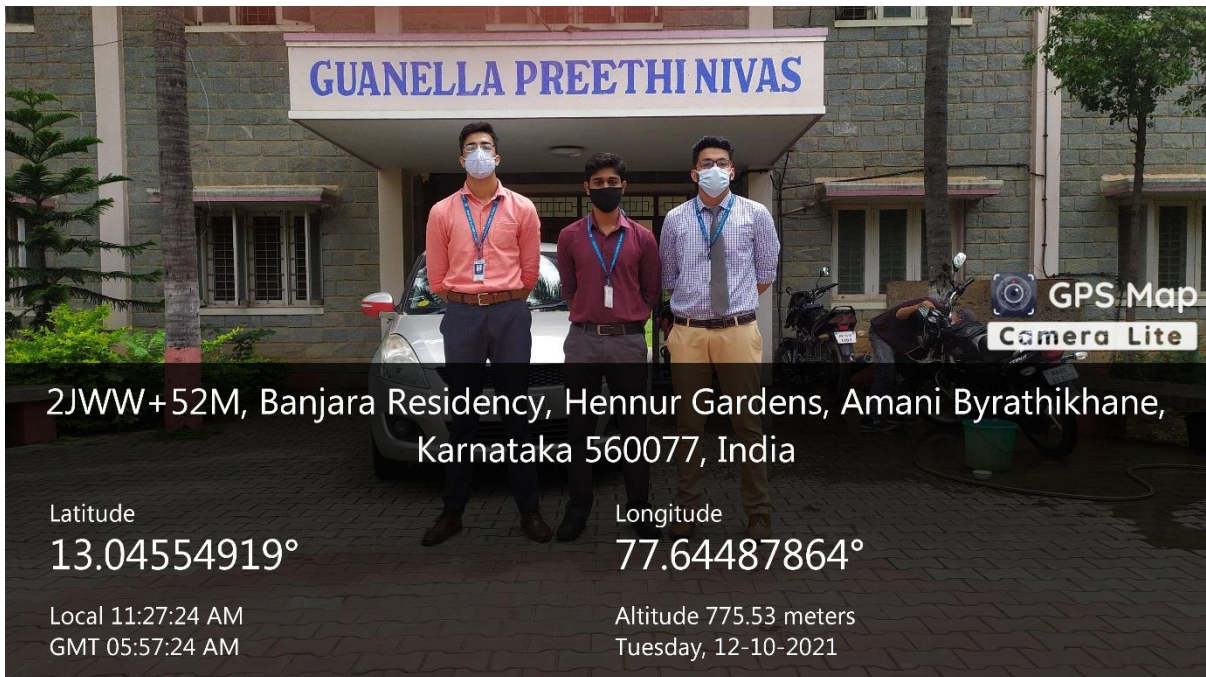 GUANELLA PREETHI NIVAS
GPS Map
Camera Lite
2JWW+52M, Banjara Residency, Hennur Gardens, Amani Byrathikhane,
Karnataka 560077, India
Latitude
13.04554919°
Longitude
77.64487864°
Local 11:27:24 AM
GMT 05:57:24 AM
Altitude 775.53 meters
Tuesday, 12-10-2021